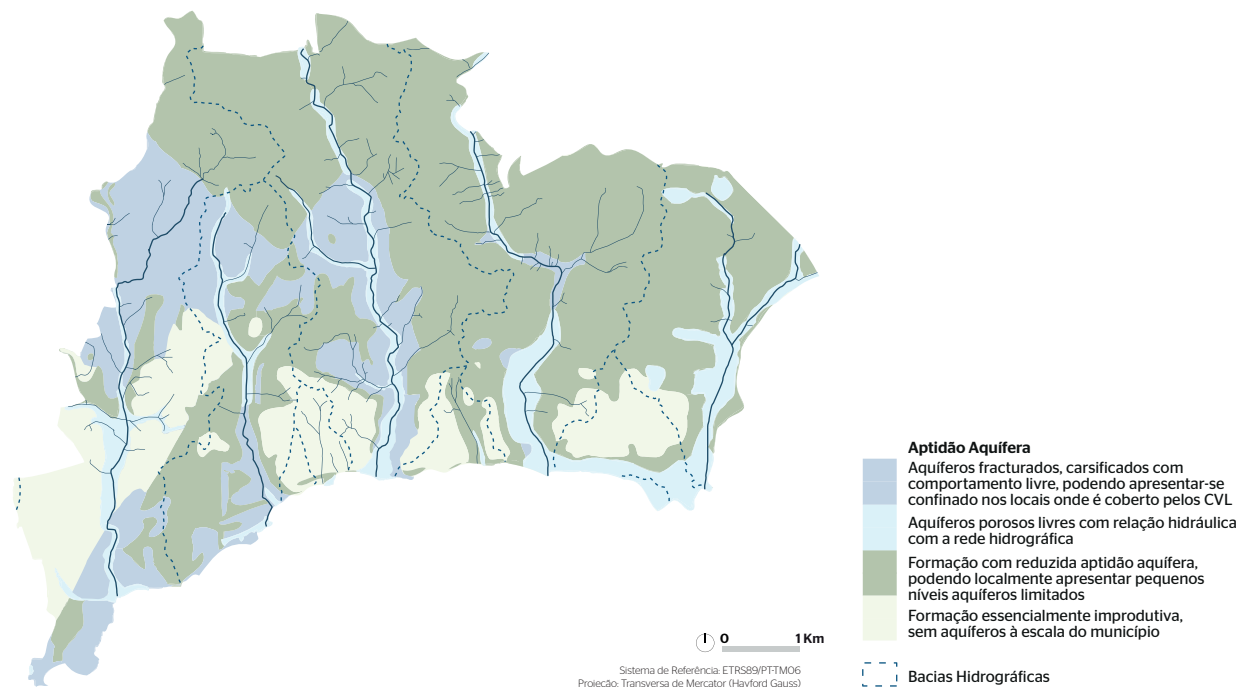 Aptidão Aquífera
Aquíferos fracturados, carsificados com
comportamento livre, podendo apresentar-se
confinado nos locais onde é coberto pelos CVL
Aquíferos porosos livres com relação hidráulica
com a rede hidrográfica
Formação com reduzida aptidão aquífera,
podendo localmente apresentar pequenos
níveis aquíferos limitados
Formação essencialmente improdutiva,
sem aquíferos à escala do município
Bacias Hidrográficas
0 1 Km
Sistema de Referência: ETRS89/PT-TM06
Projeção: Transversa de Mercator (Hayford Gauss)